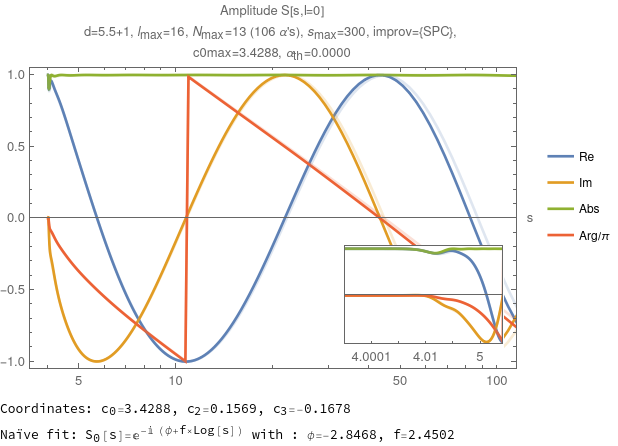 Amplitude S[s,l=0]
d=5.5+1, lmax=16, Nmax=13 (106 α's), smax=300, improv={SPC},
c0max=3.4288, αth=0.0000
1.0
0.5
0.0
-0.5
-1.0
s
Re
Im
Abs
Arg/π
4.0001 4.01 5
5 10 50 100
Coordinates: c0=3.4288, c2=0.1569, c3=-0.1678
Naïve fit: S0[s]=e^-i (ϕ+f×Log[s]) with : ϕ=-2.8468, f=2.4502